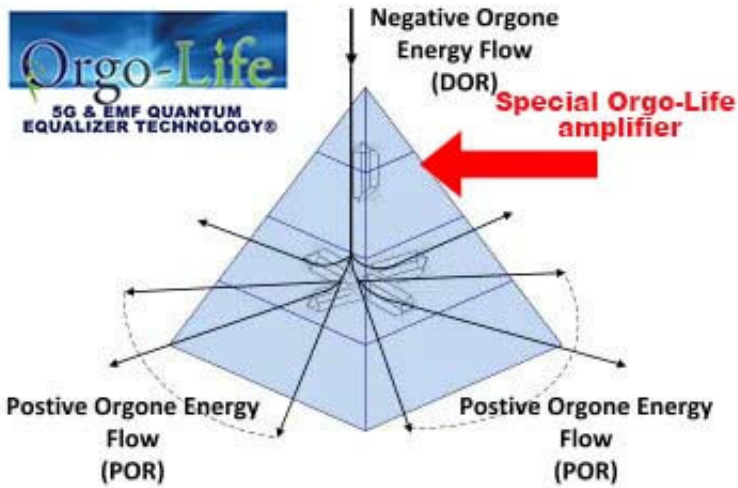 Orgo-Life
5G & EMF QUANTUM
EQUALIZER TECHNOLOGY®
Negative Orgone
Energy Flow
(DOR)
Special Orgo-Life
amplifier
Postive Orgone Energy
Flow
(POR)
Postive Orgone Energy
Flow
(POR)